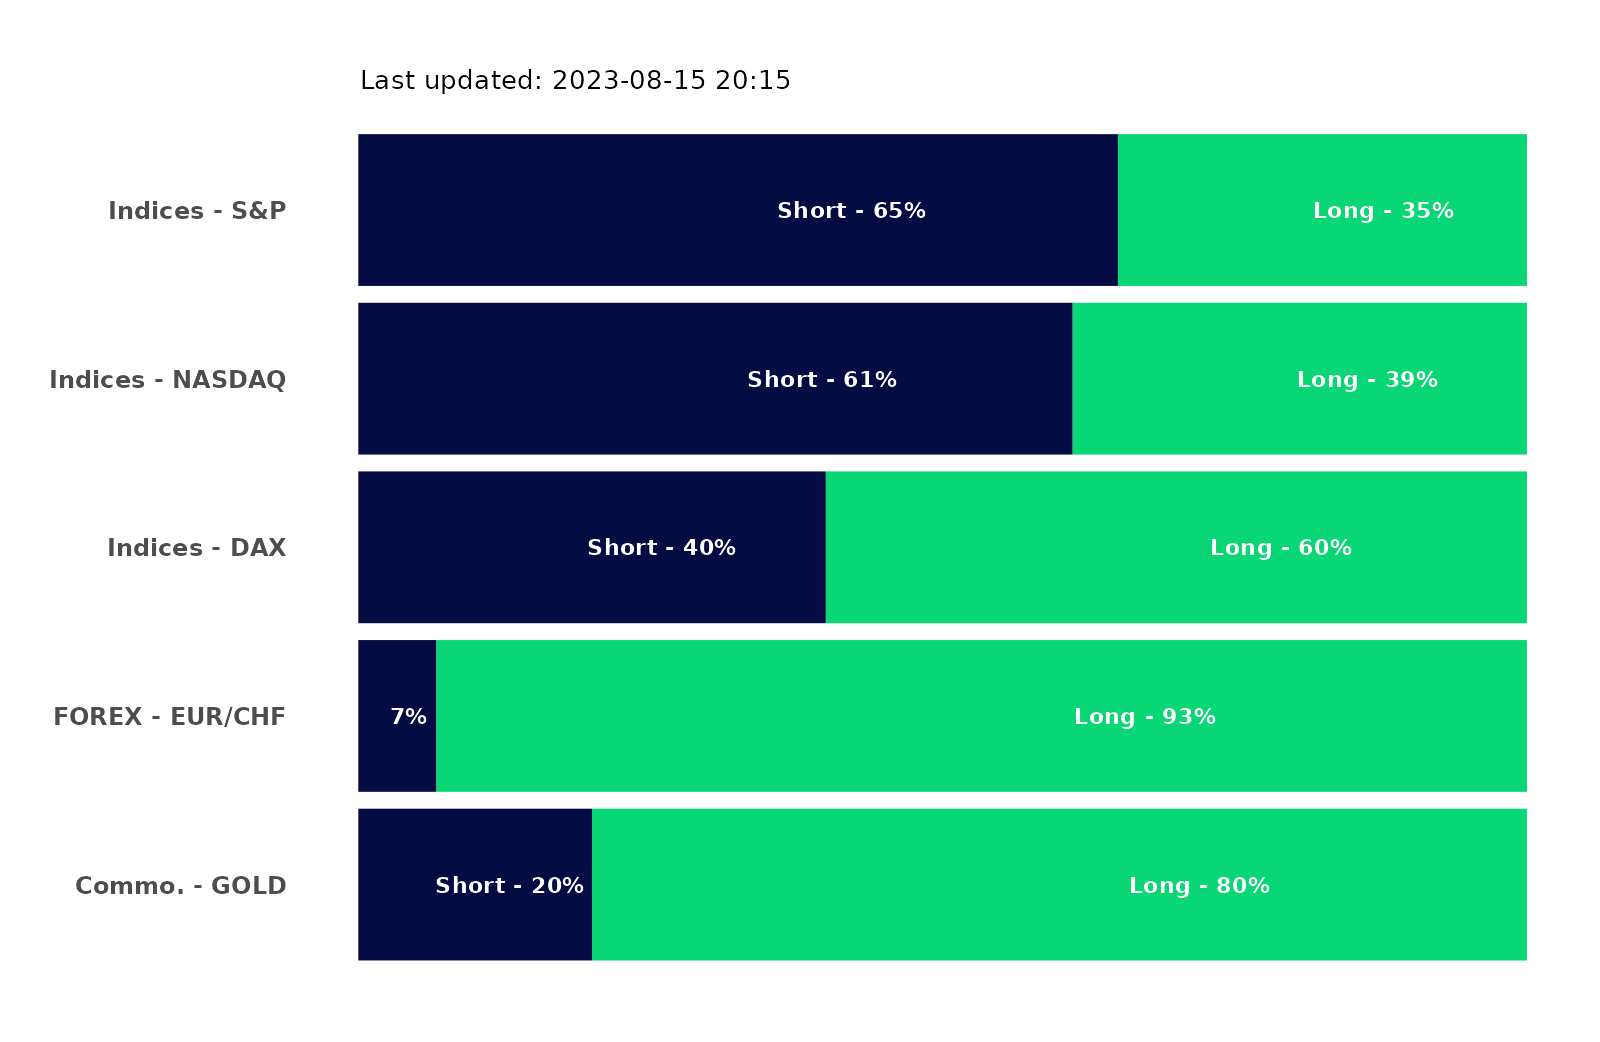 Last updated: 2023-08-15 20:15
Indices - S&P Short - 65% Long - 35%
Indices - NASDAQ Short - 61% Long - 39%
Indices - DAX Short - 40% Long - 60%
FOREX - EUR/CHF 7% Long - 93%
Commo. - GOLD Short - 20% Long - 80%